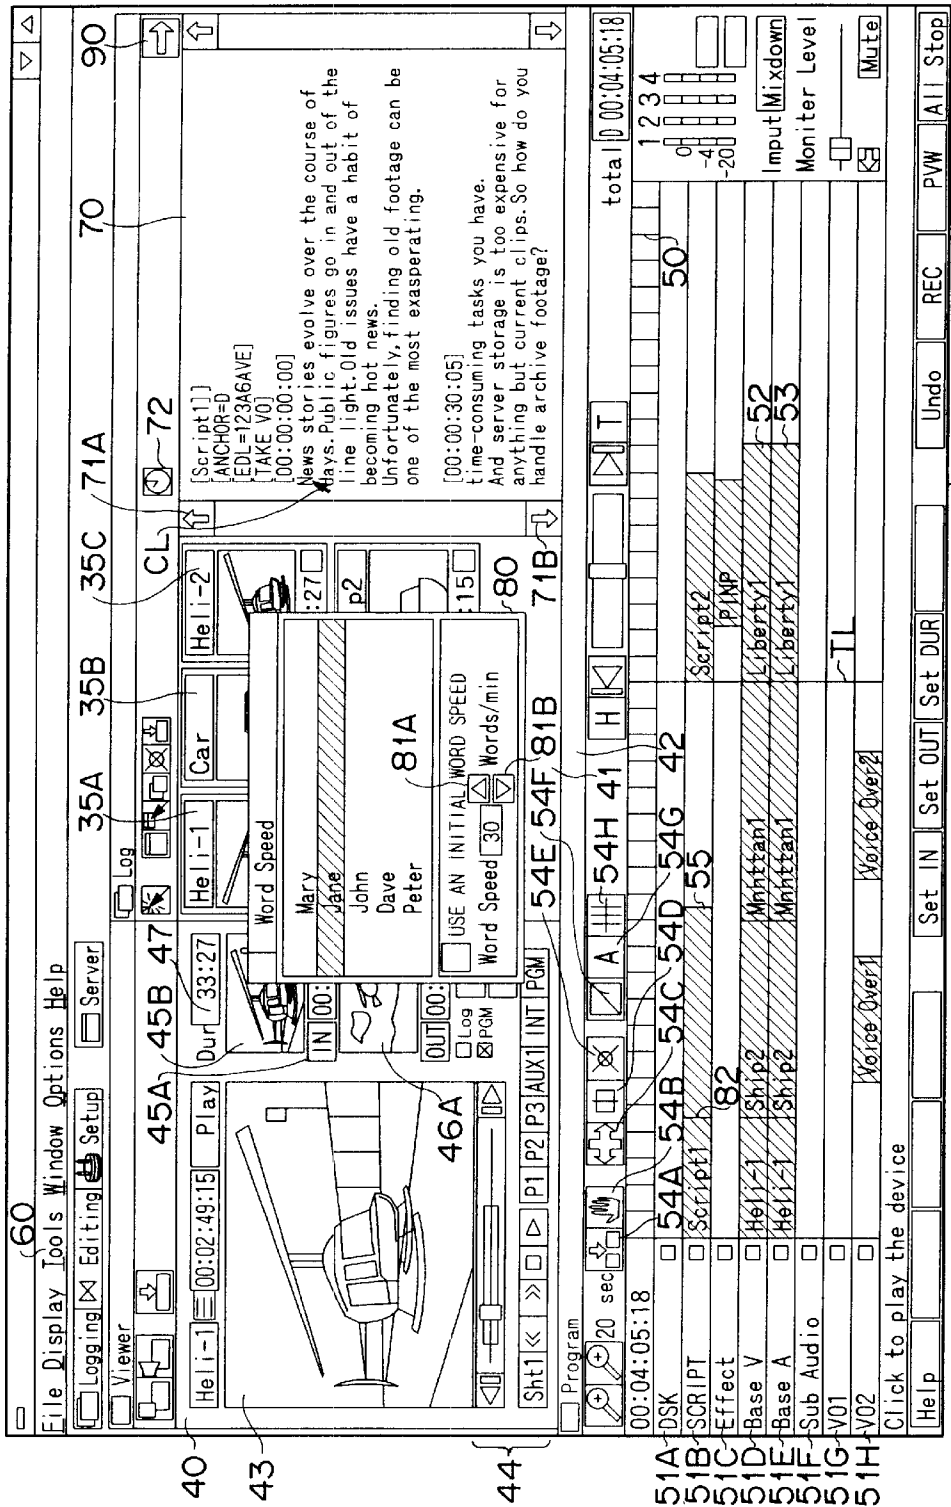 60
File Display Tools Window Options Help
Logging Editing Setup Server
Viewer
Log
40
43
44
45A
45B
47
46A
35A
35B
35C
71A
CL
72
70
90
Heli-1 00:02:49:15 Play
Dur 33:27
IN 00:
OUT 00:
Log
PGM
Sht1 << >> P1 P2 P3 AUX1 INT PGM
Heli-1
Car
Heli-2
:27
p2
:15
Word Speed
Mary
Jane
John
Dave
Peter
USE AN INITIAL WORD SPEED
Word Speed 30 Words/min
81A
81B
80
71B
[Script1]]
[ANCHOR=D
[EDL=123A6AVE]
[TAKE VO]
[00:00:00:00]
News stories evolve over the course of
days. Public figures go in and out of the
line light. Old issues have a habit of
becoming hot news.
Unfortunately, finding old footage can be
one of the most exasperating.
[00:00:30:05]
time-consuming tasks you have.
And server storage is too expensive for
anything but current clips. So how do you
handle archive footage?
Program
20 sec
A
H
T
total D 00:04:05:18
54A
54B
54C
54D
54E
54F
54G
54H
41
42
50
00:04:05:18
51A DSK
51B SCRIPT Script1 Script2
51C Effect PINP
51D Base V Heli-1 Ship2 Mnhttan1 Liberty1
51E Base A Heli-1 Ship2 Mnhttan1 Liberty1
51F Sub Audio
51G V01
51H V02 Voice Over1 Voice Over2
82
55
52
53
TL
1 2 3 4
0
-4
-20
Input Mixdown
Moniter Level
Mute
Click to play the device
Help Set IN Set OUT Set DUR Undo REC PVW All Stop